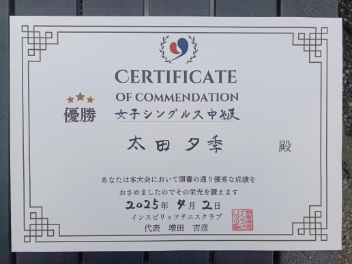 CERTIFICATE
OF COMMENDATION
優勝 女子シングルス中級
太田 夕季 殿
あなたは本大会において頭書の通り優秀な成績を
おさめましたのでその栄光を讃えます
2025年 4月 2日
インスピリッツテニスクラブ
代表 増田 吉彦